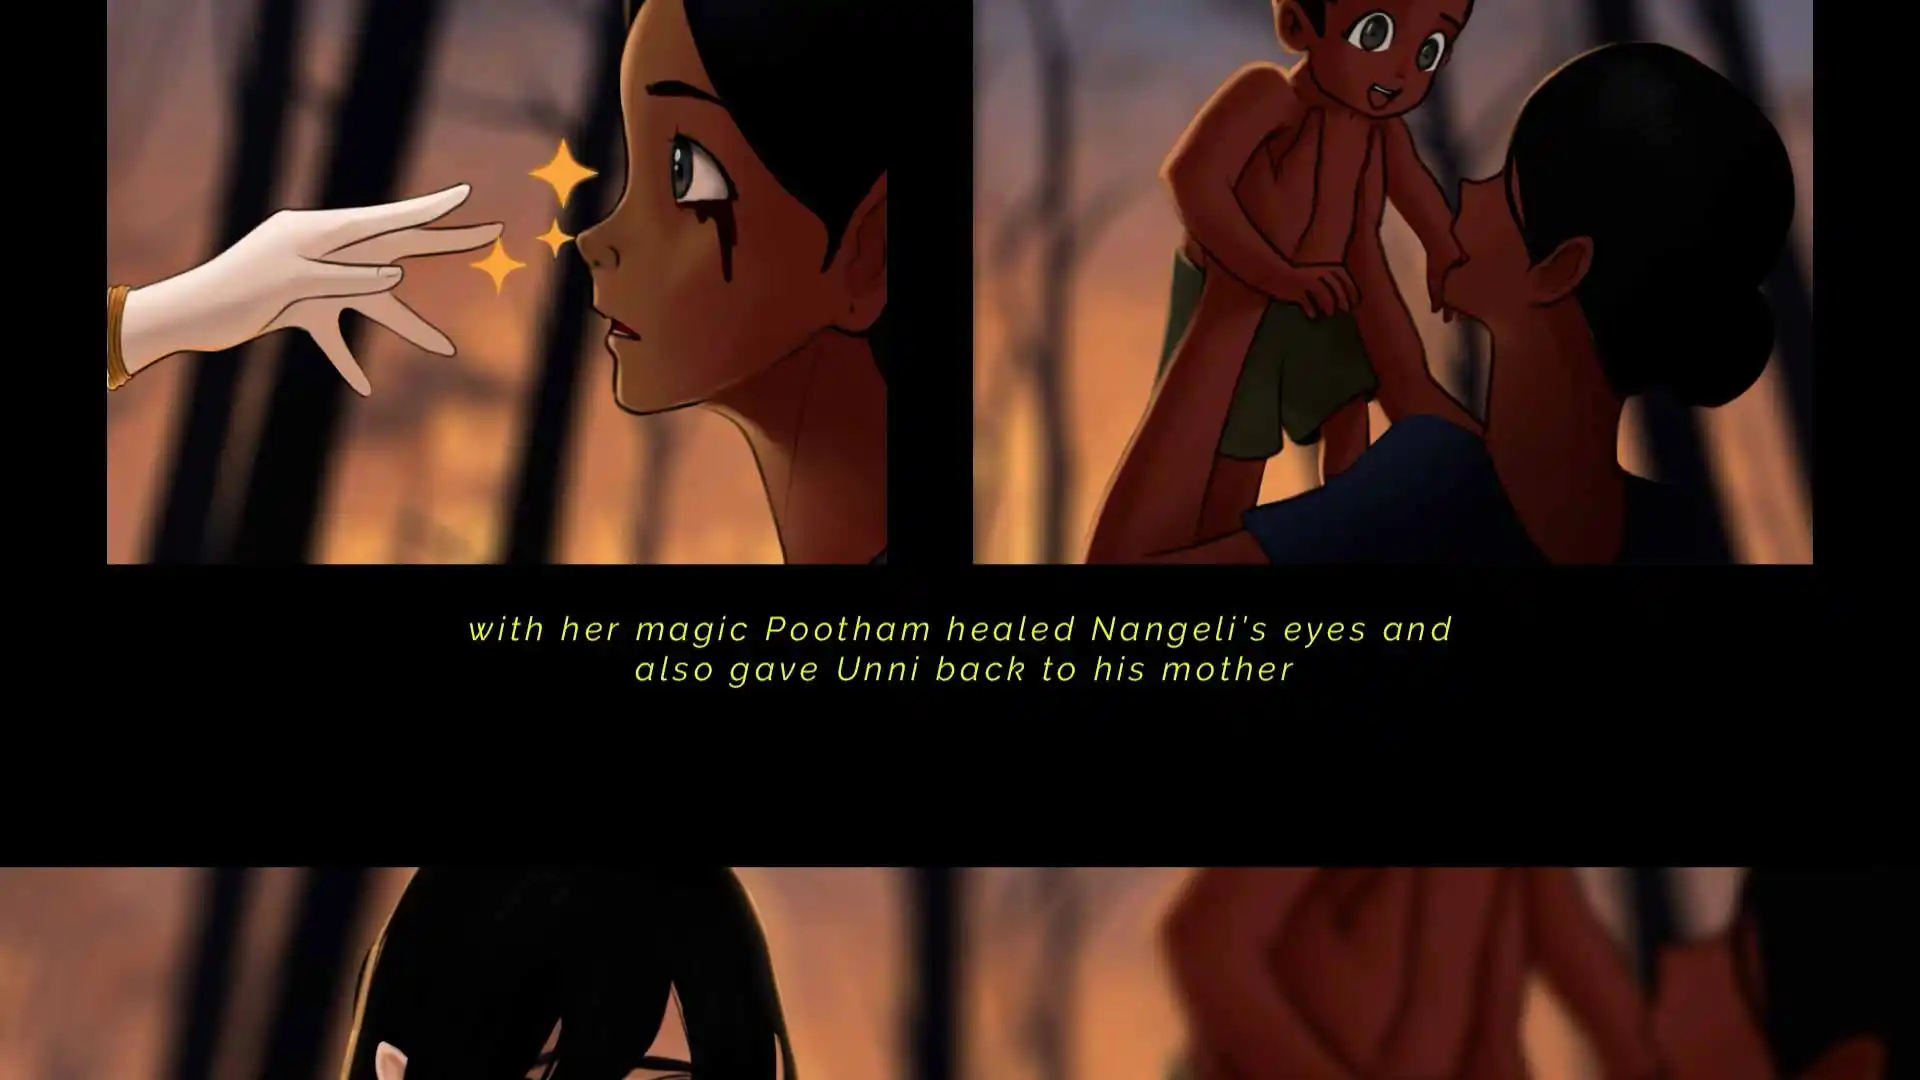 with her magic Pootham healed Nangeli's eyes and
also gave Unni back to his mother